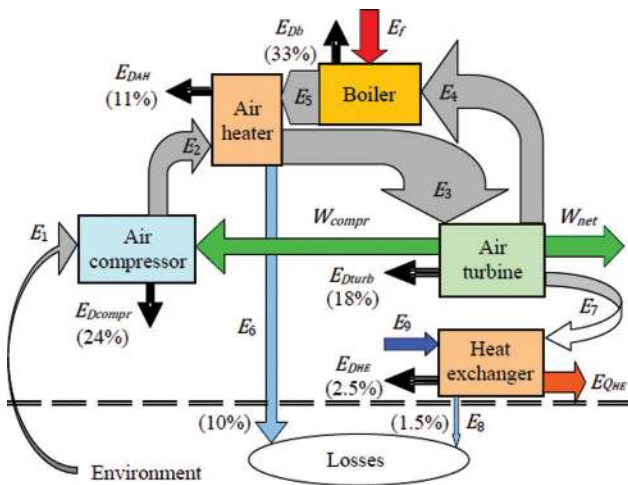 E_Db
(33%)
E_f
E_DAH
(11%)
Air
heater
E_5
Boiler
E_4
E_2
E_3
E_1
Air
compressor
W_compr
W_net
Air
turbine
E_Dcompr
(24%)
E_Dturb
(18%)
E_7
E_6
E_9
Heat
exchanger
E_DHE
(2.5%)
E_QHE
(10%)
(1.5%)
E_8
Environment
Losses